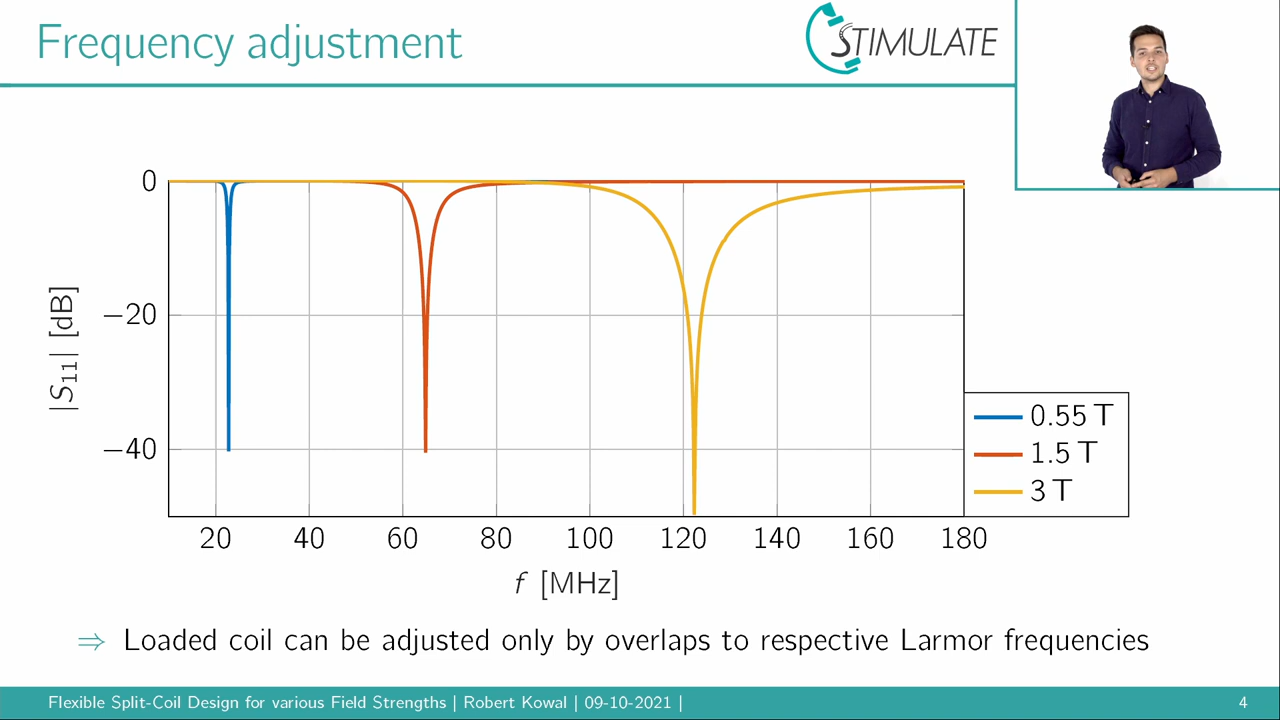 Frequency adjustment
STIMULATE
0
−20
−40
|S₁₁| [dB]
20 40 60 80 100 120 140 160 180
f [MHz]
0.55 T
1.5 T
3 T
⇒ Loaded coil can be adjusted only by overlaps to respective Larmor frequencies
Flexible Split-Coil Design for various Field Strengths | Robert Kowal | 09-10-2021 | 4